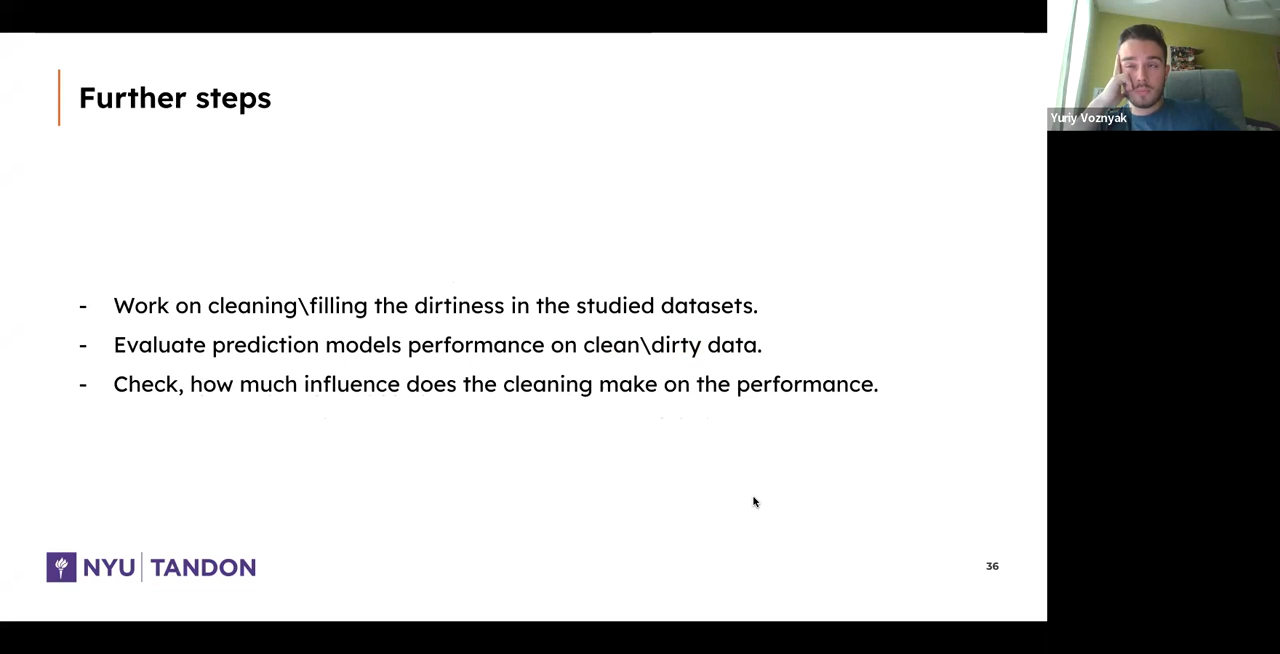 Further steps
Yuriy Voznyak
- Work on cleaning\filling the dirtiness in the studied datasets.
- Evaluate prediction models performance on clean\dirty data.
- Check, how much influence does the cleaning make on the performance.
NYU | TANDON
36